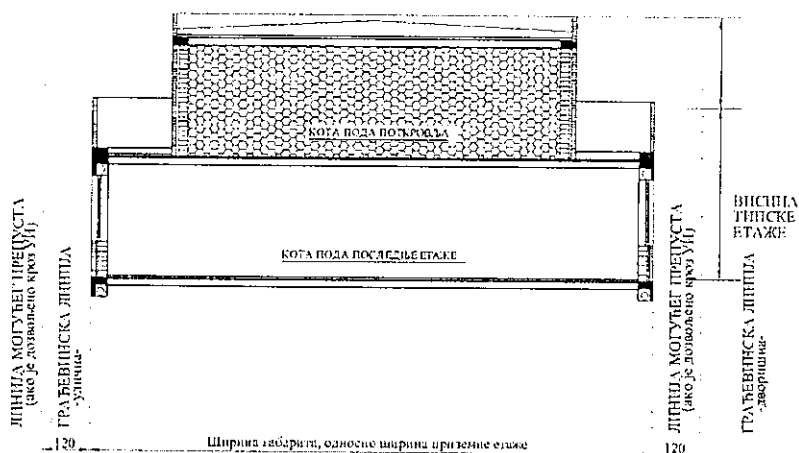 КОТА ПОДА ПОТКРОВЉА
КОТА ПОДА ПОСЛЕДЊЕ ЕТАЖЕ
ВИСИНА
ТИПСКЕ
ЕТАЖЕ
ЛИНИЈА МОГУЋЕГ ПРЕПУСТА
(ако је дозвољено кроз УП)
ГРАЂЕВИНСКА ЛИНИЈА
-улична-
ЛИНИЈА МОГУЋЕГ ПРЕПУСТА
(ако је дозвољено кроз УП)
ГРАЂЕВИНСКА ЛИНИЈА
-дворишна-
120
Ширина габарита, односно ширина приземне етаже
120